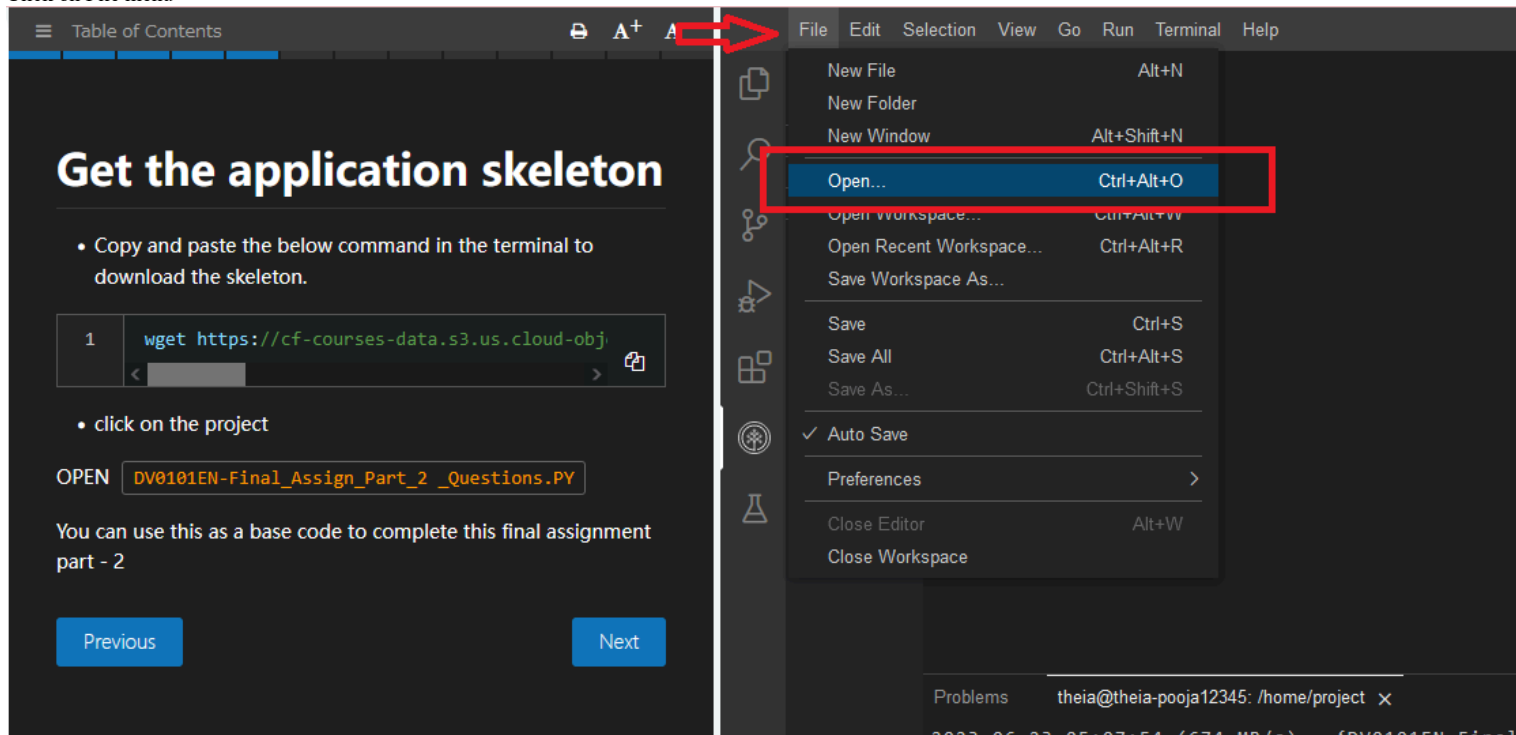 Table of Contents
A+
A
Get the application skeleton
• Copy and paste the below command in the terminal to
download the skeleton.
1 wget https://cf-courses-data.s3.us.cloud-obj
• click on the project
OPEN DV0101EN-Final_Assign_Part_2 _Questions.PY
You can use this as a base code to complete this final assignment
part - 2
Previous
Next
File Edit Selection View Go Run Terminal Help
New File Alt+N
New Folder
New Window Alt+Shift+N
Open... Ctrl+Alt+O
Open Workspace... Ctrl+Alt+W
Open Recent Workspace... Ctrl+Alt+R
Save Workspace As...
Save Ctrl+S
Save All Ctrl+Alt+S
Save As... Ctrl+Shift+S
Auto Save
Preferences
Close Editor Alt+W
Close Workspace
Problems theia@theia-pooja12345: /home/project